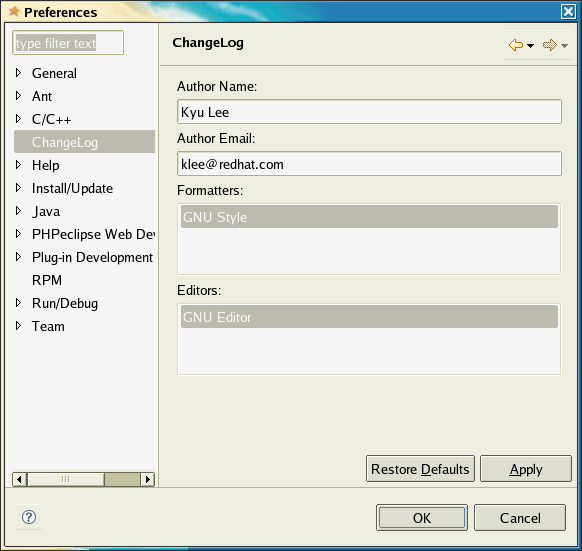 Preferences
type filter text
General
Ant
C/C++
ChangeLog
Help
Install/Update
Java
PHPeclipse Web Dev
Plug-in Development
RPM
Run/Debug
Team
ChangeLog
Author Name:
Kyu Lee
Author Email:
klee@redhat.com
Formatters:
GNU Style
Editors:
GNU Editor
Restore Defaults
Apply
?
OK
Cancel